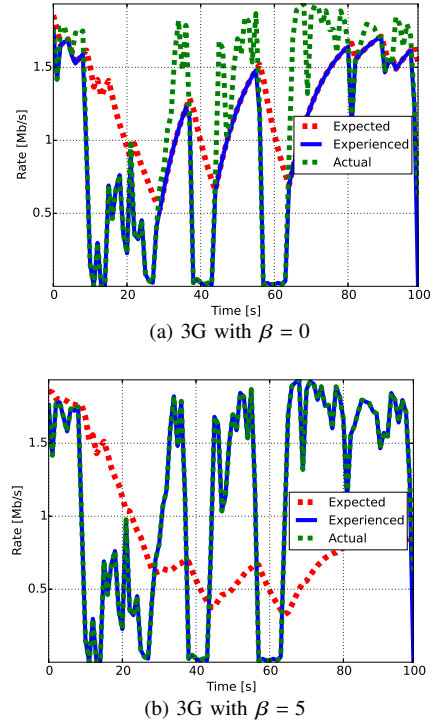 1.5
1
0.5
Rate [Mb/s]
Expected
Experienced
Actual
0
20
40
60
80
100
Time [s]
(a) 3G with β = 0
1.5
1
0.5
Rate [Mb/s]
Expected
Experienced
Actual
0
20
40
60
80
100
Time [s]
(b) 3G with β = 5